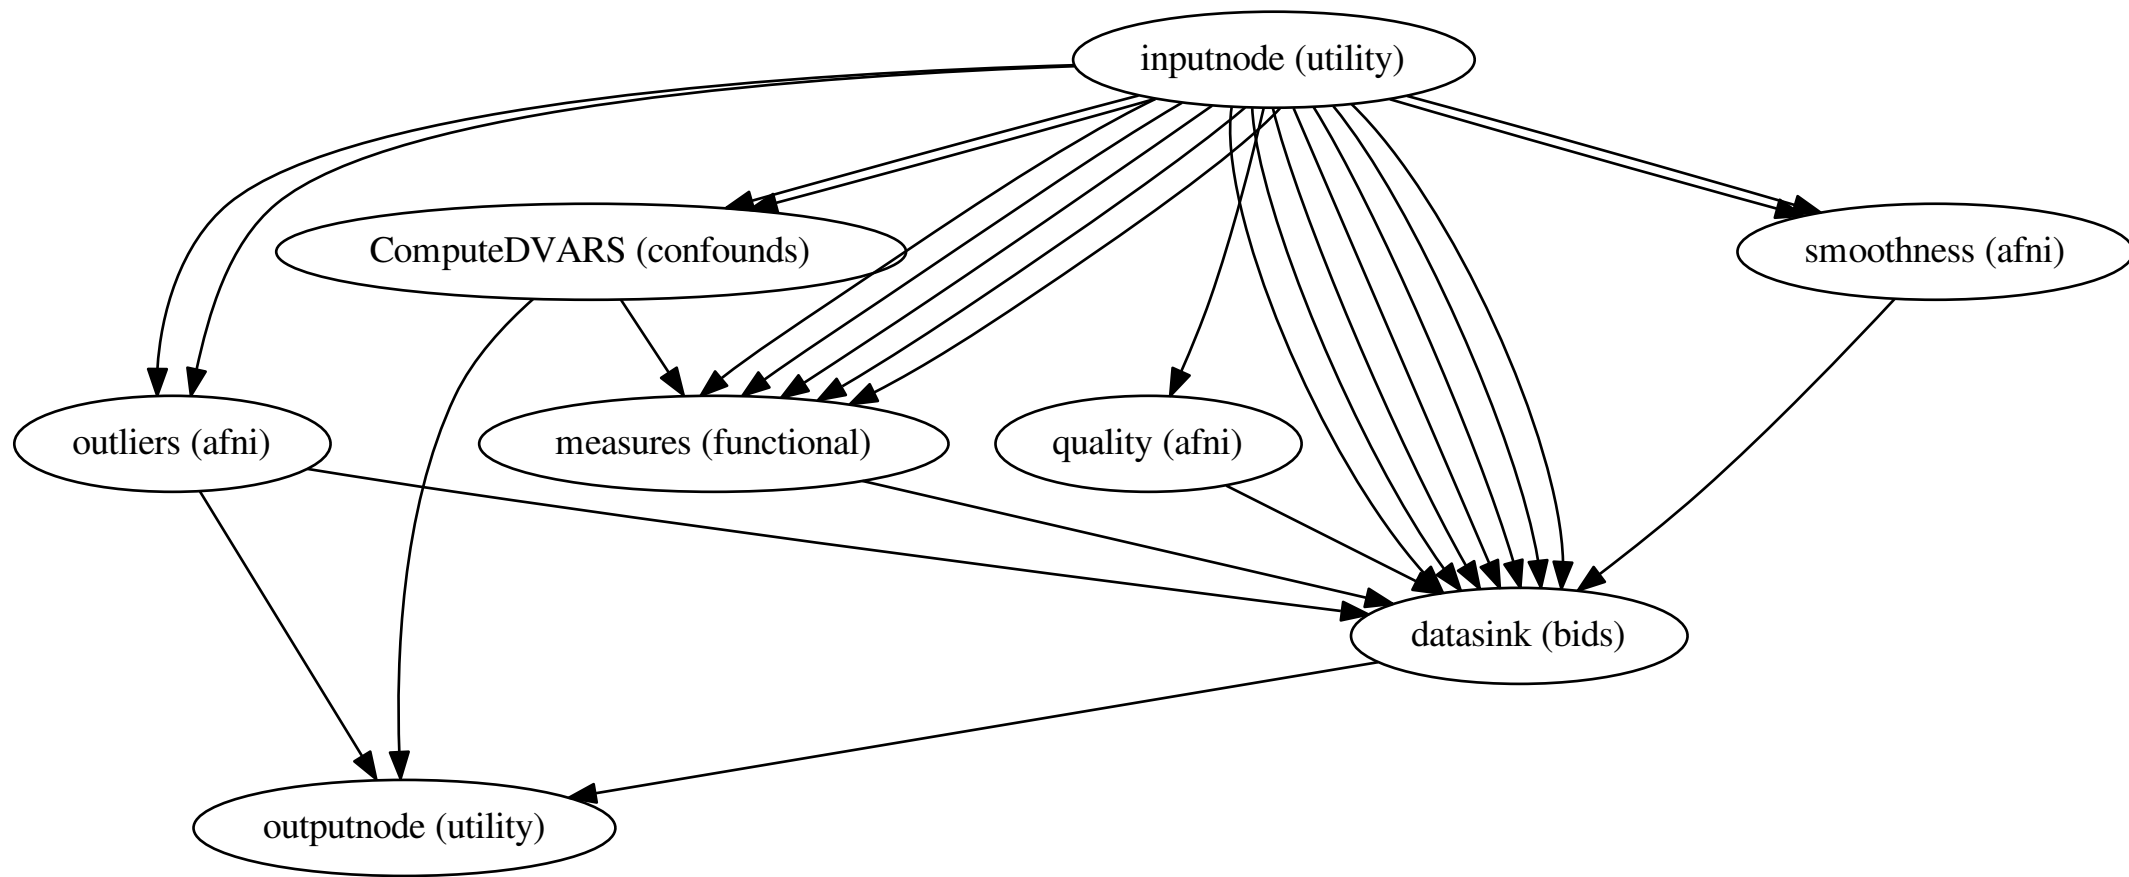 inputnode (utility)
ComputeDVARS (confounds)
smoothness (afni)
outliers (afni)
measures (functional)
quality (afni)
datasink (bids)
outputnode (utility)